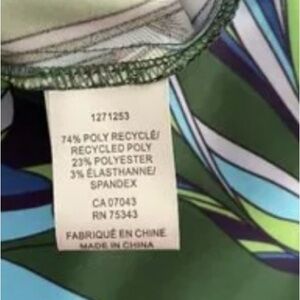 1271253
74% POLY RECYCLÉ/
RECYCLED POLY
23% POLYESTER
3% ÉLASTHANNE/
SPANDEX
CA 07043
RN 75343
FABRIQUÉ EN CHINE
MADE IN CHINA